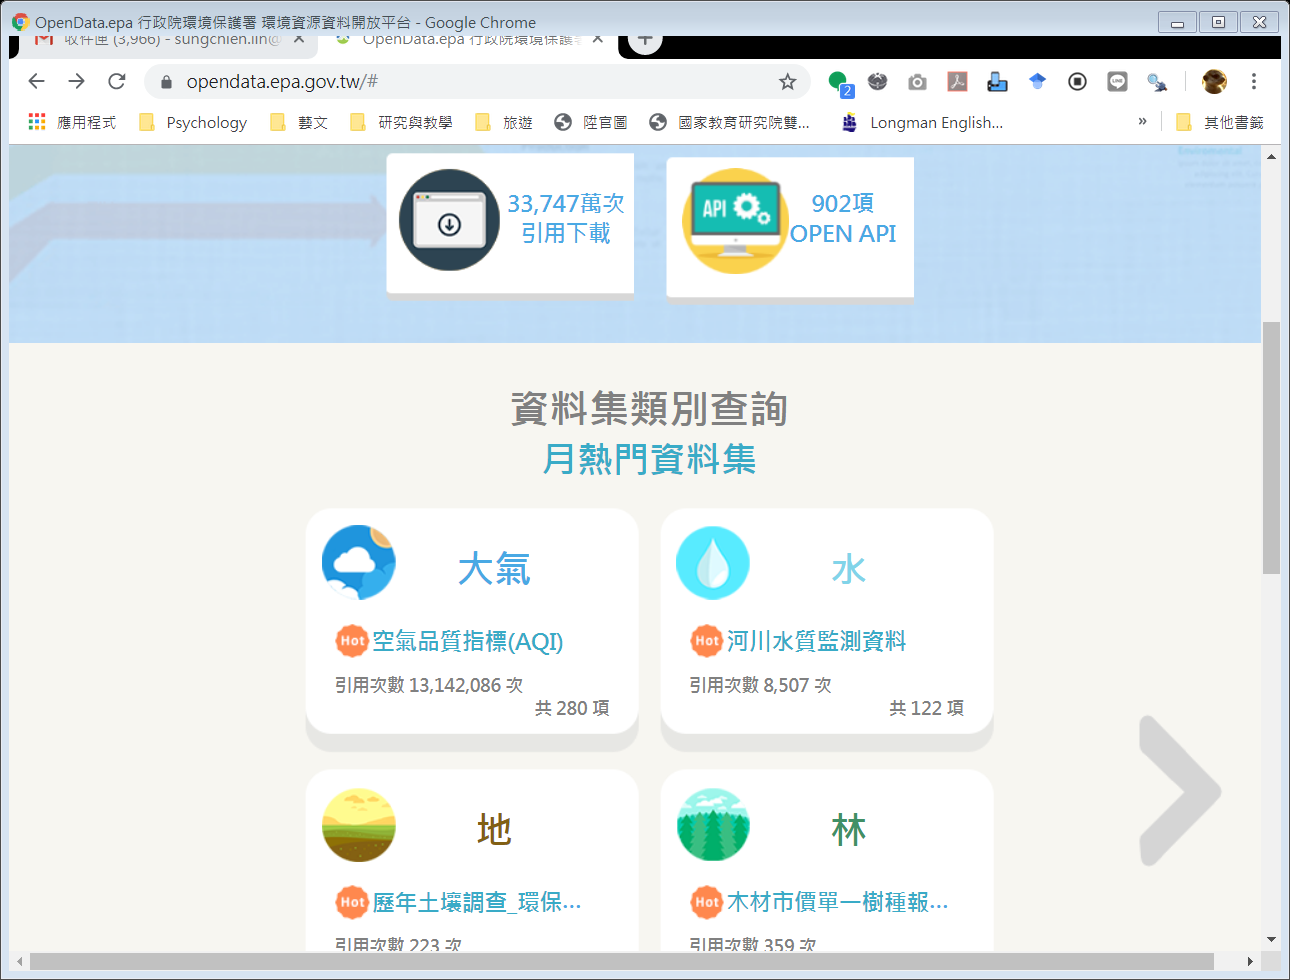 OpenData.epa 行政院環境保護署 環境資源資料開放平台 - Google Chrome
收件匣 (3,966) - sungchien.lin@
OpenData.epa 行政院環境保護署
opendata.epa.gov.tw/#
2
應用程式
Psychology
藝文
研究與教學
旅遊
陞官圖
國家教育研究院雙...
Longman English...
»
其他書籤
33,747萬次
引用下載
API
902項
OPEN API
資料集類別查詢
月熱門資料集
大氣
Hot 空氣品質指標(AQI)
引用次數 13,142,086 次
共 280 項
水
Hot 河川水質監測資料
引用次數 8,507 次
共 122 項
地
Hot 歷年土壤調查_環保...
引用次數 223 次
林
Hot 木材市價單一樹種報...
引用次數 359 次